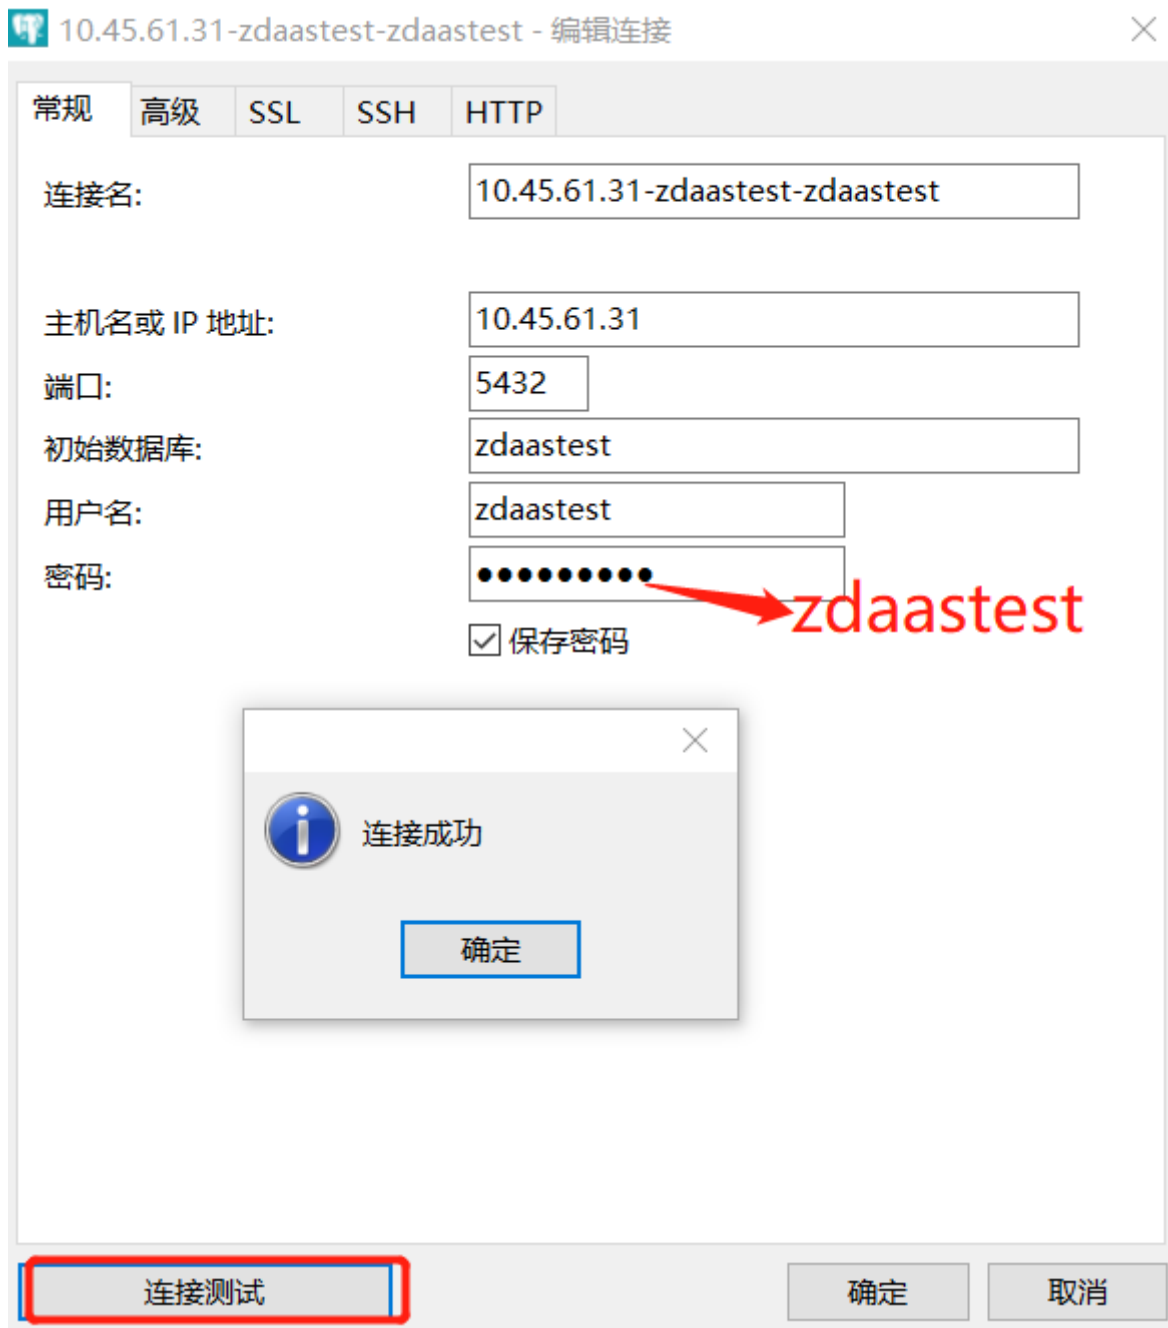 10.45.61.31-zdaastest-zdaastest - 编辑连接
常规 高级 SSL SSH HTTP
连接名: 10.45.61.31-zdaastest-zdaastest
主机名或 IP 地址: 10.45.61.31
端口: 5432
初始数据库: zdaastest
用户名: zdaastest
密码: ●●●●●●●●● zdaastest
保存密码
连接成功
确定
连接测试 确定 取消